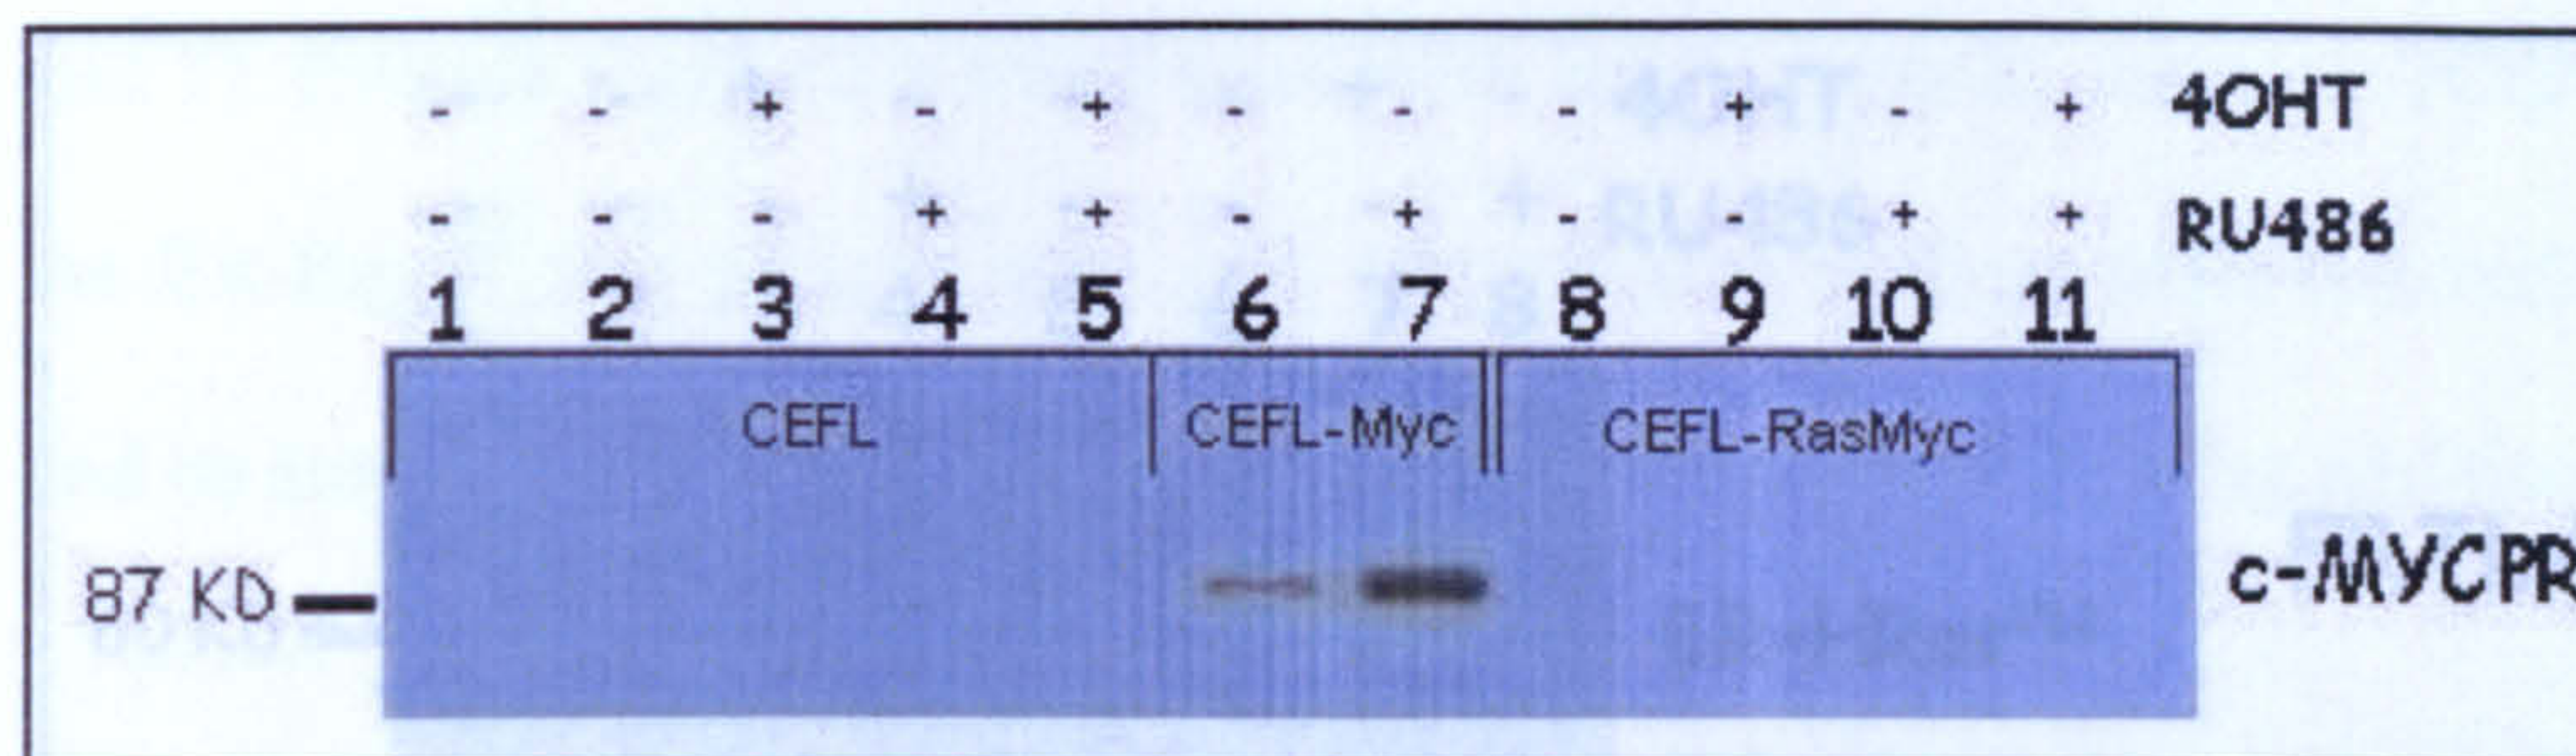 - - + - + - - - + - + 4OHT
- - - + + - + - - + + RU486
1 2 3 4 5 6 7 8 9 10 11
CEFL CEFL-Myc CEFL-RasMyc
87 KD c-MYCPR